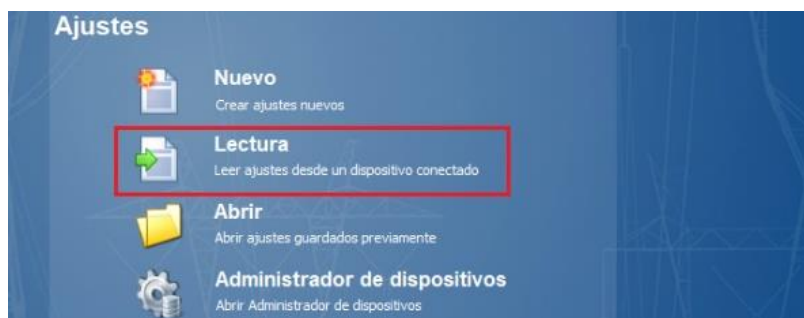 Ajustes
Nuevo
Crear ajustes nuevos
Lectura
Leer ajustes desde un dispositivo conectado
Abrir
Abrir ajustes guardados previamente
Administrador de dispositivos
Abrir Administrador de dispositivos